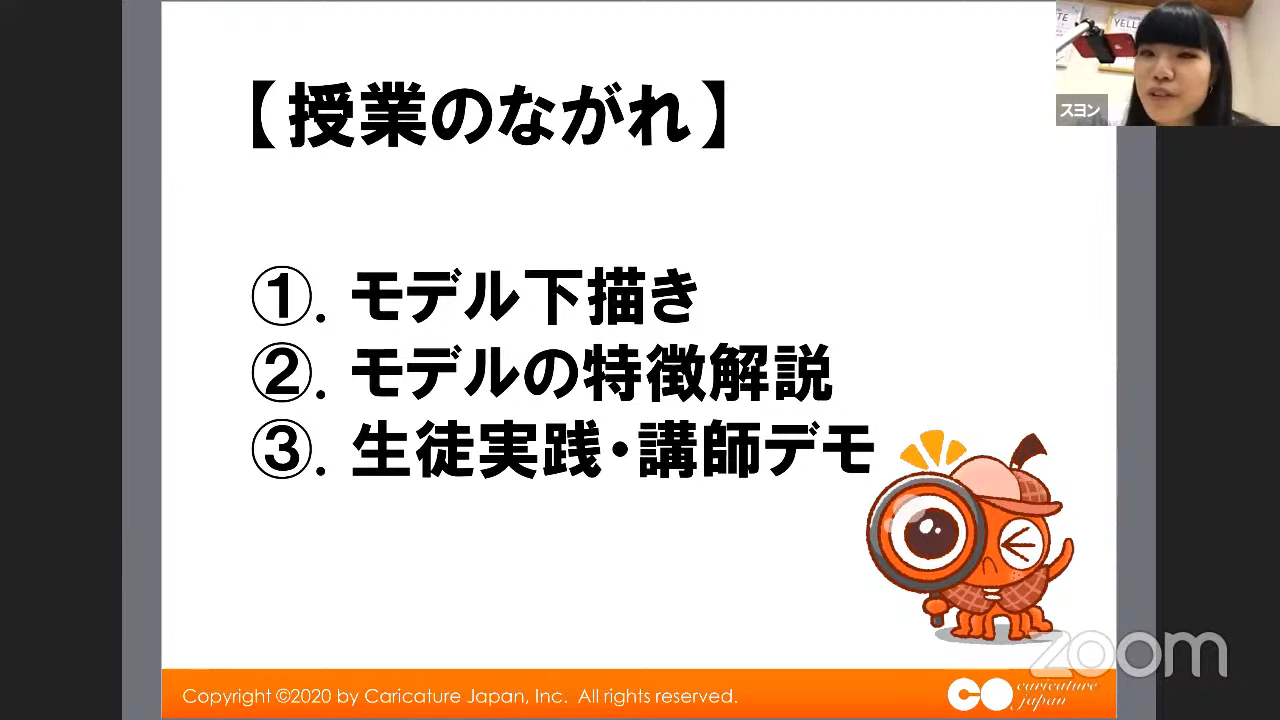 【授業のながれ】
①. モデル下描き
②. モデルの特徴解説
③. 生徒実践・講師デモ
スヨン
zoom
Copyright ©2020 by Caricature Japan, Inc. All rights reserved.
caricature
japan